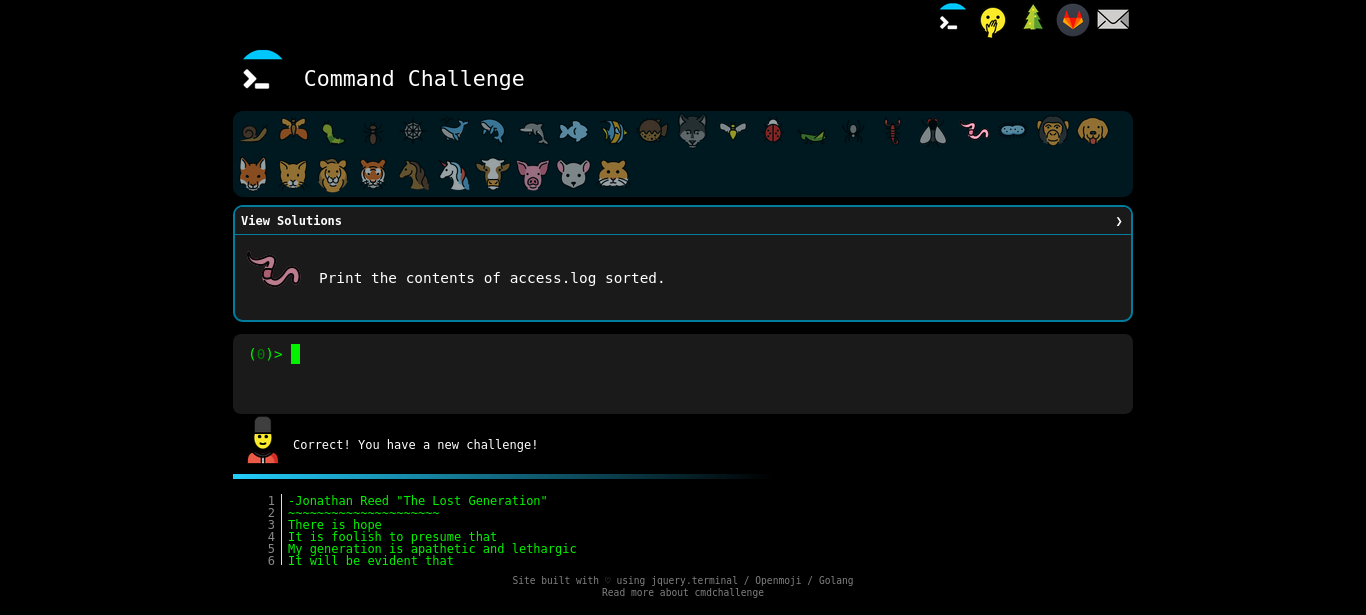 Command Challenge
View Solutions ❯
Print the contents of access.log sorted.
(0)>
Correct! You have a new challenge!
1 -Jonathan Reed "The Lost Generation"
2 ~~~~~~~~~~~~~~~~~~~~~
3 There is hope
4 It is foolish to presume that
5 My generation is apathetic and lethargic
6 It will be evident that
Site built with ♡ using jquery.terminal / Openmoji / Golang
Read more about cmdchallenge